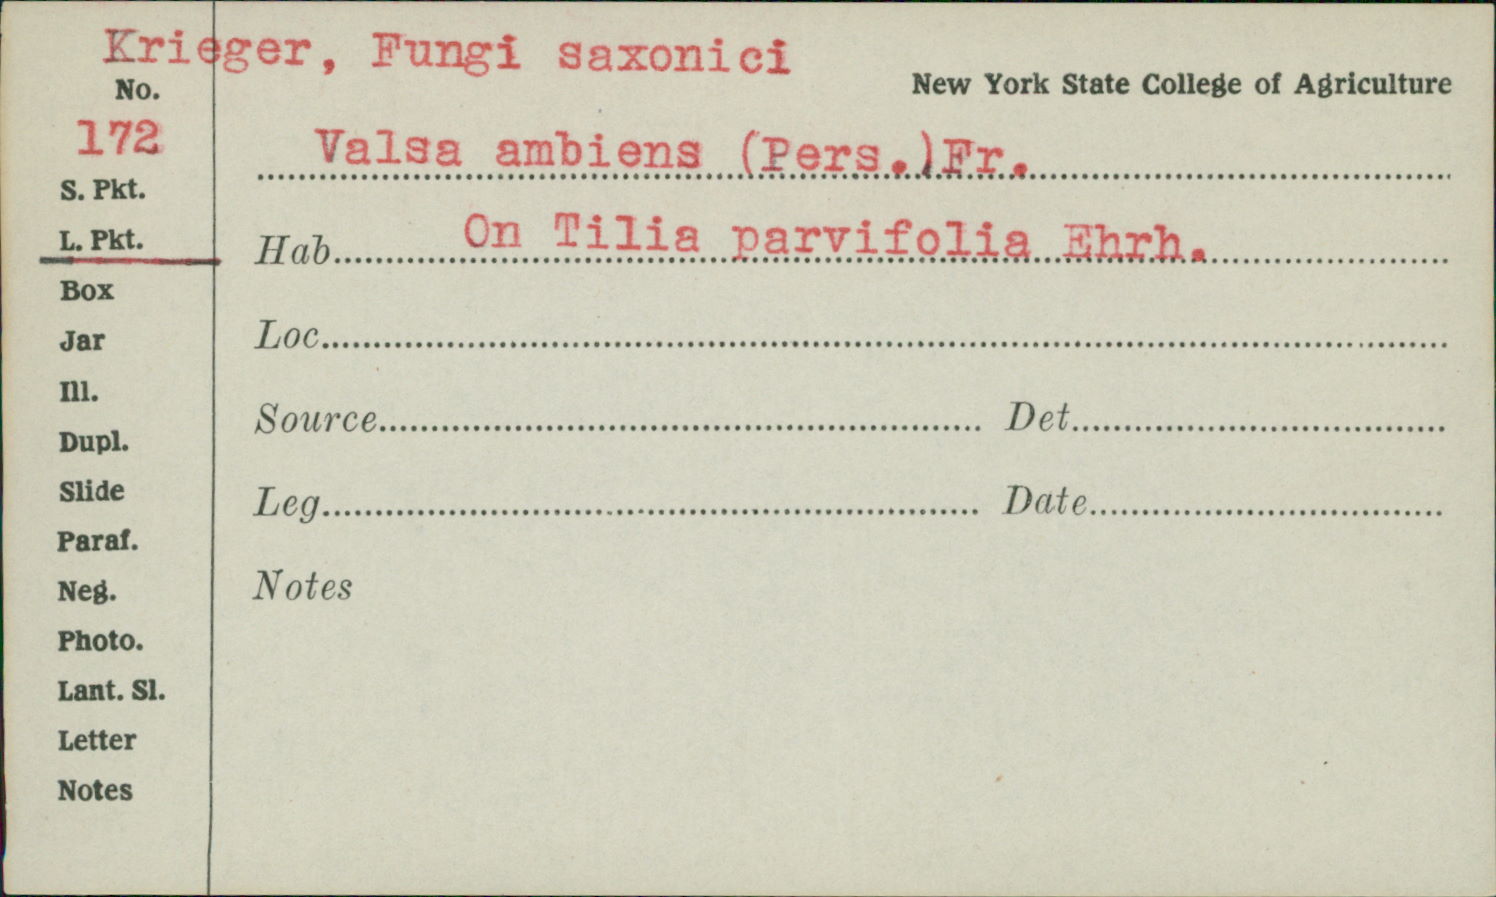 Krieger, Fungi saxonici
New York State College of Agriculture
No.
172
Valsa ambiens (Pers.)Fr.
S. Pkt.
L. Pkt.
Hab. On Tilia parvifolia Ehrh.
Box
Loc.
Jar
Ill.
Source Det.
Dupl.
Slide
Leg. Date
Paraf.
Neg.
Notes
Photo.
Lant. Sl.
Letter
Notes